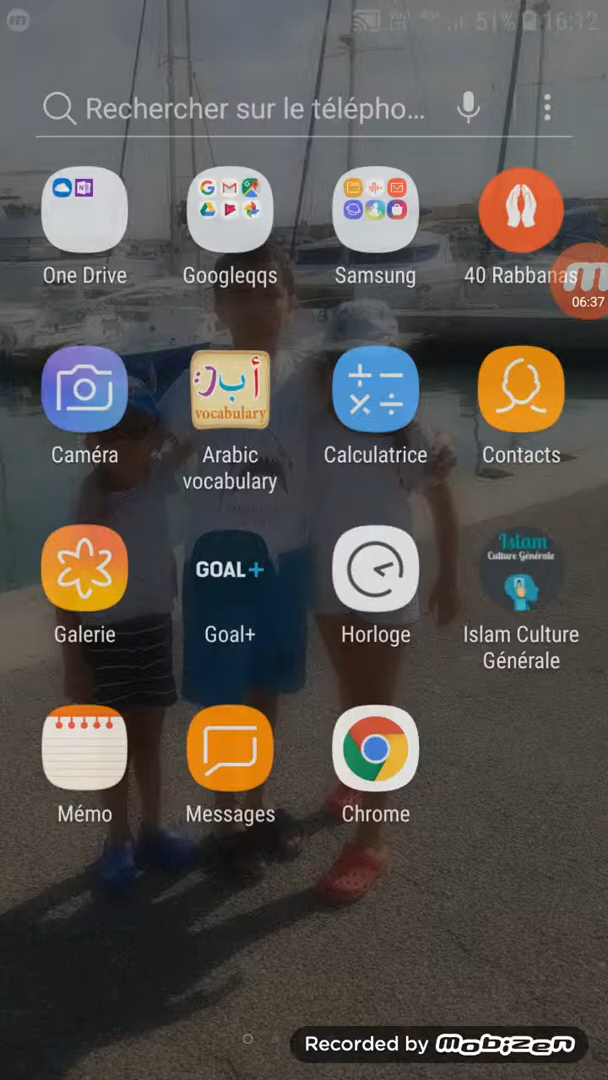 51% 16:12
Rechercher sur le télépho...
One Drive
Googleqqs
Samsung
40 Rabbanas
06:37
أ ب ت
vocabulary
Caméra
Arabic
vocabulary
Calculatrice
Contacts
GOAL+
Islam
Culture Générale
Galerie
Goal+
Horloge
Islam Culture
Générale
Mémo
Messages
Chrome
Recorded by mobizen